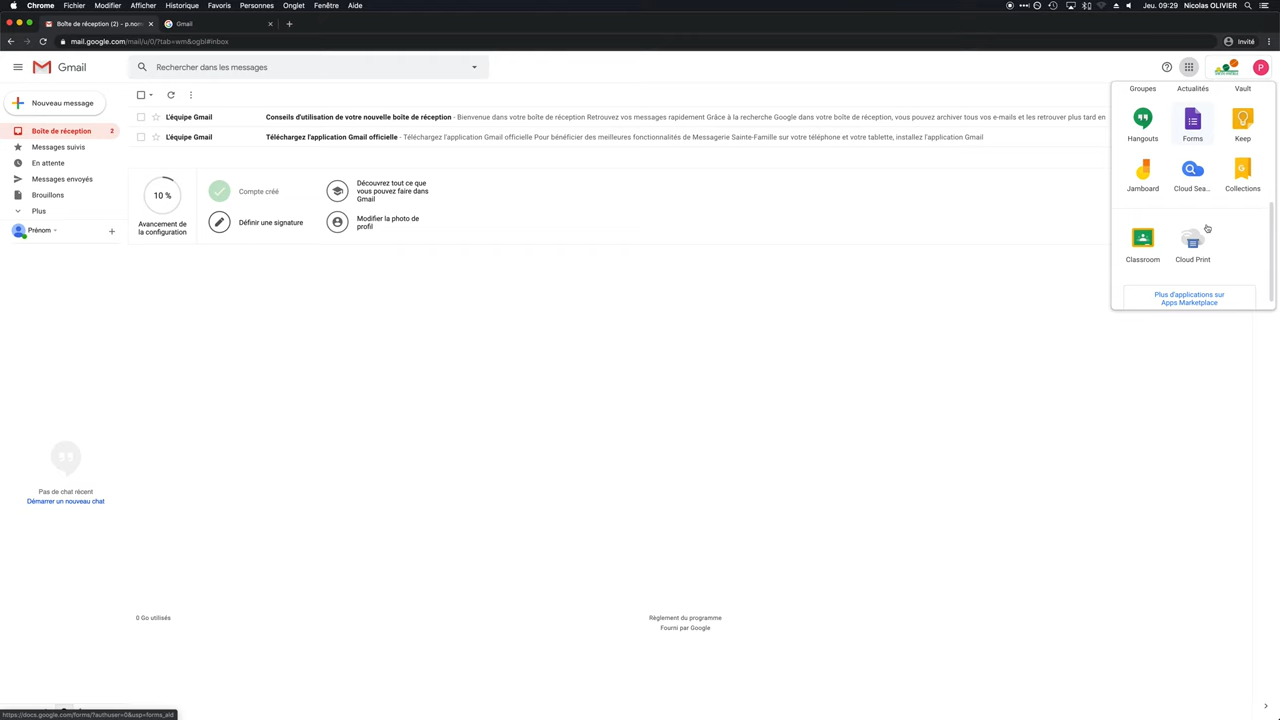 Chrome Fichier Modifier Afficher Historique Favoris Personnes Onglet Fenêtre Aide Jeu. 09:29 Nicolas OLIVIER
Boîte de réception (2) - p.nom Gmail
mail.google.com/mail/u/0/?tab=wm&ogbl#inbox Invité
Gmail Rechercher dans les messages P
Nouveau message
Boîte de réception 2
Messages suivis
En attente
Messages envoyés
Brouillons
Plus
Prénom
L'équipe Gmail Conseils d'utilisation de votre nouvelle boîte de réception - Bienvenue dans votre boîte de réception Retrouvez vos messages rapidement Grâce à la recherche Google dans votre boîte de réception, vous pouvez archiver tous vos e-mails et les retrouver plus tard en
L'équipe Gmail Téléchargez l'application Gmail officielle - Téléchargez l'application Gmail officielle Pour bénéficier des meilleures fonctionnalités de Messagerie Sainte-Famille sur votre téléphone et votre tablette, installez l'application Gmail
10 %
Avancement de
la configuration
Compte créé
Définir une signature
Découvrez tout ce que
vous pouvez faire dans
Gmail
Modifier la photo de
profil
Groupes Actualités Vault
Hangouts Forms Keep
Jamboard Cloud Sea... Collections
Classroom Cloud Print
Plus d'applications sur
Apps Marketplace
Pas de chat récent
Démarrer un nouveau chat
0 Go utilisés
Règlement du programme
Fourni par Google
https://docs.google.com/forms/?authuser=0&usp=forms_ald